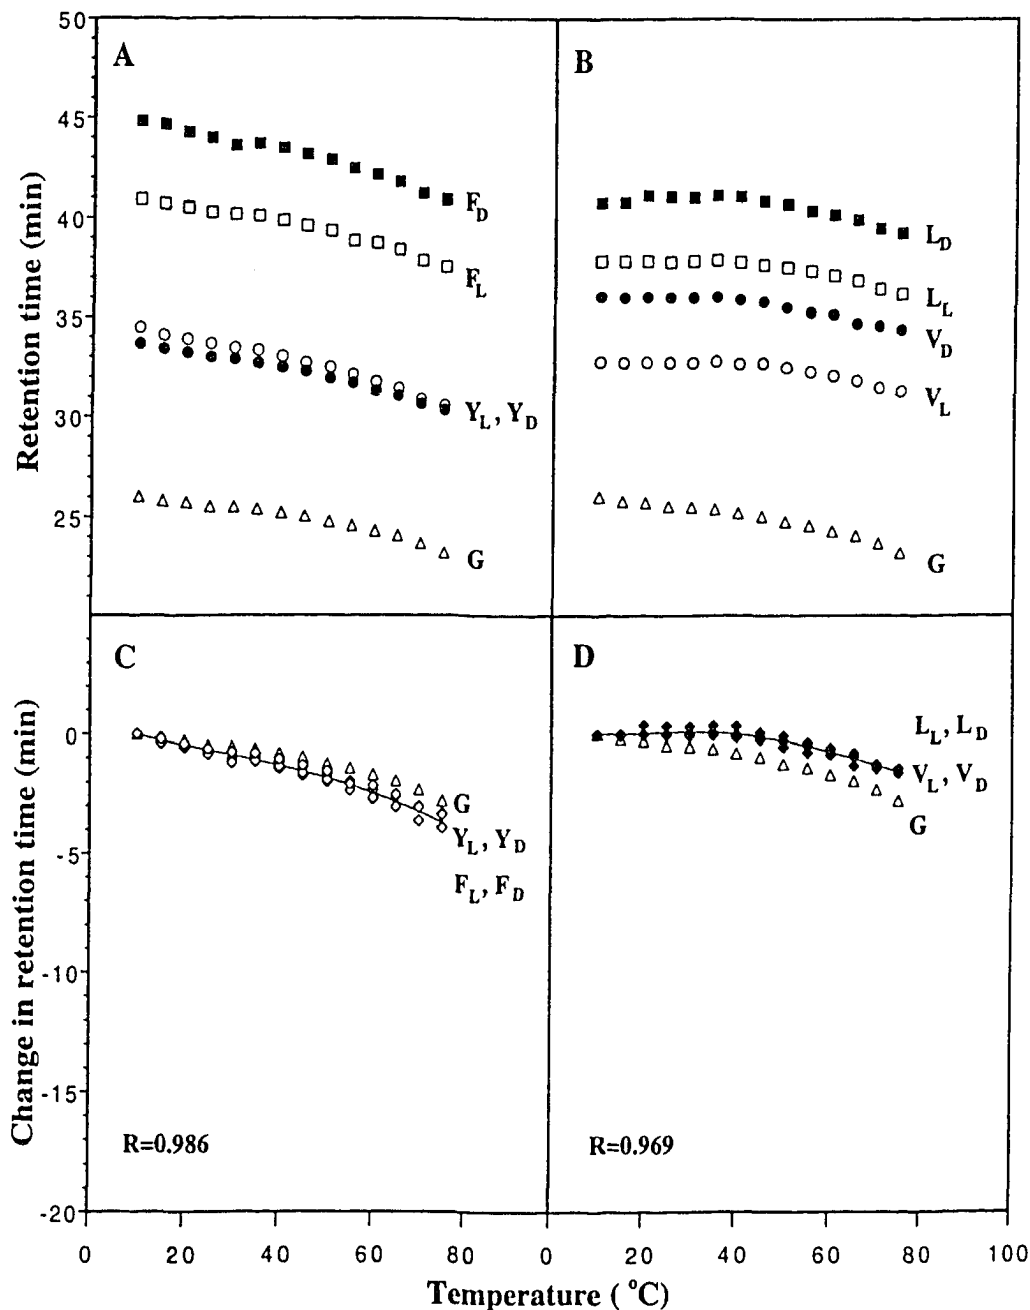 50
A
B
45
F_D
40
L_D
F_L
L_L
35
V_D
Y_L, Y_D
V_L
30
25
G
G
Retention time (min)
C
D
0
L_L, L_D
G
V_L, V_D
Y_L, Y_D
G
-5
F_L, F_D
-10
-15
R=0.986
R=0.969
-20
Change in retention time (min)
0 20 40 60 80 0 20 40 60 80 100
Temperature ( °C)